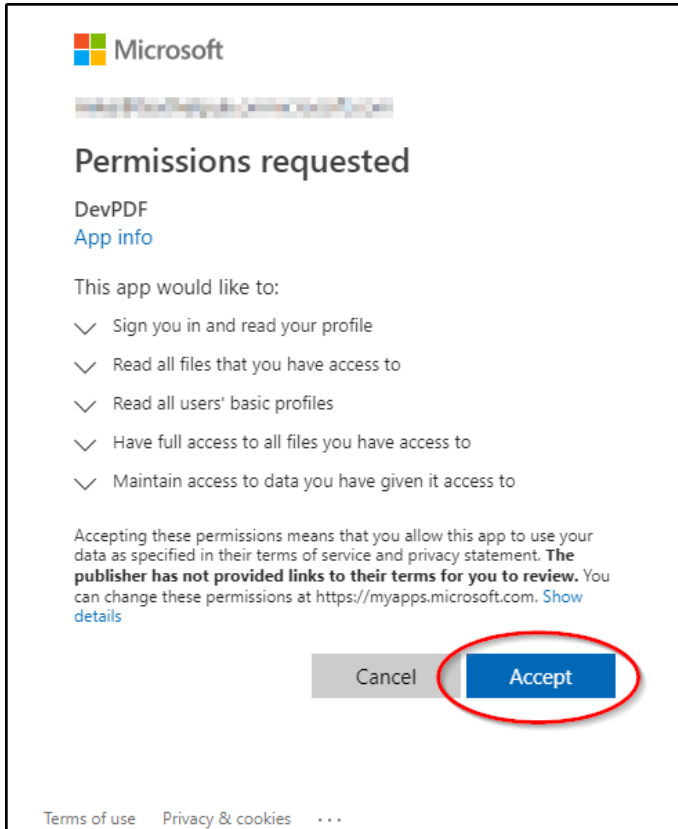 Microsoft
Permissions requested
DevPDF
App info
This app would like to:
Sign you in and read your profile
Read all files that you have access to
Read all users' basic profiles
Have full access to all files you have access to
Maintain access to data you have given it access to
Accepting these permissions means that you allow this app to use your
data as specified in their terms of service and privacy statement. The
publisher has not provided links to their terms for you to review. You
can change these permissions at https://myapps.microsoft.com. Show
details
Cancel Accept
Terms of use Privacy & cookies ...